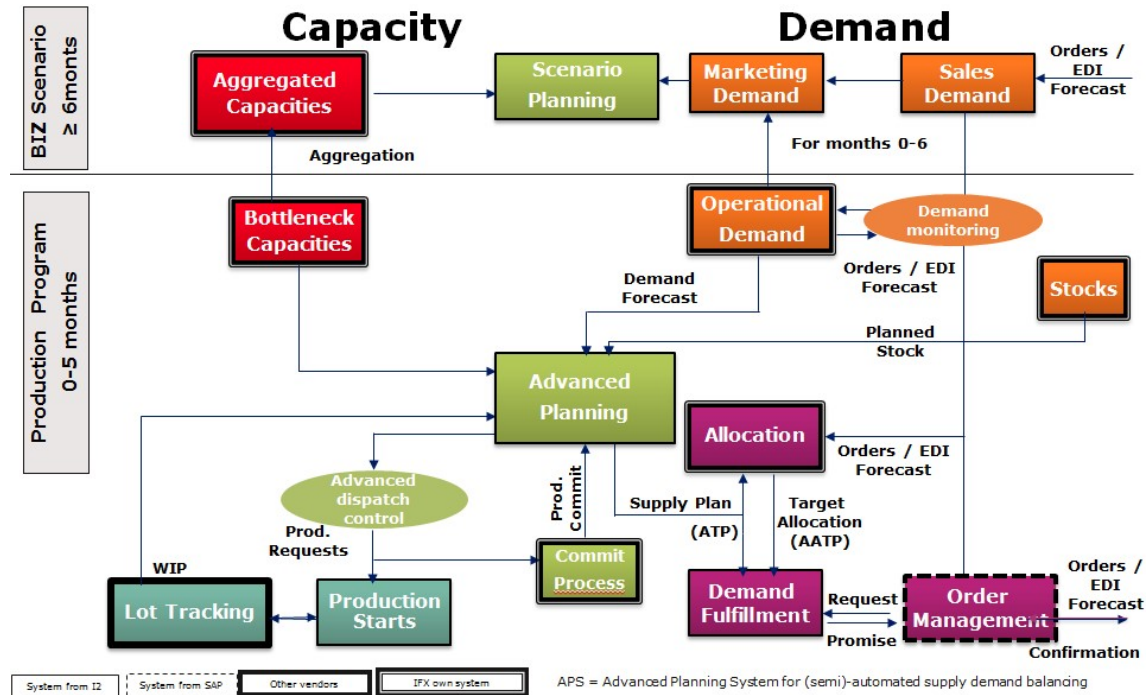 Capacity
Demand
BIZ Scenario
≥ 6monts
Aggregated
Capacities
Scenario
Planning
Marketing
Demand
Sales
Demand
Orders /
EDI
Forecast
Aggregation
For months 0-6
Production Program
0-5 months
Bottleneck
Capacities
Operational
Demand
Demand
monitoring
Demand
Forecast
Orders / EDI
Forecast
Stocks
Planned
Stock
Advanced
Planning
Allocation
Orders / EDI
Forecast
Advanced
dispatch
control
Prod.
Commit
Supply Plan
(ATP)
Target
Allocation
(AATP)
Prod.
Requests
WIP
Commit
Process
Lot Tracking
Production
Starts
Demand
Fulfillment
Request
Promise
Order
Management
Orders /
EDI
Forecast
Confirmation
System from I2
System from SAP
Other vendors
IFX own system
APS = Advanced Planning System for (semi)-automated supply demand balancing